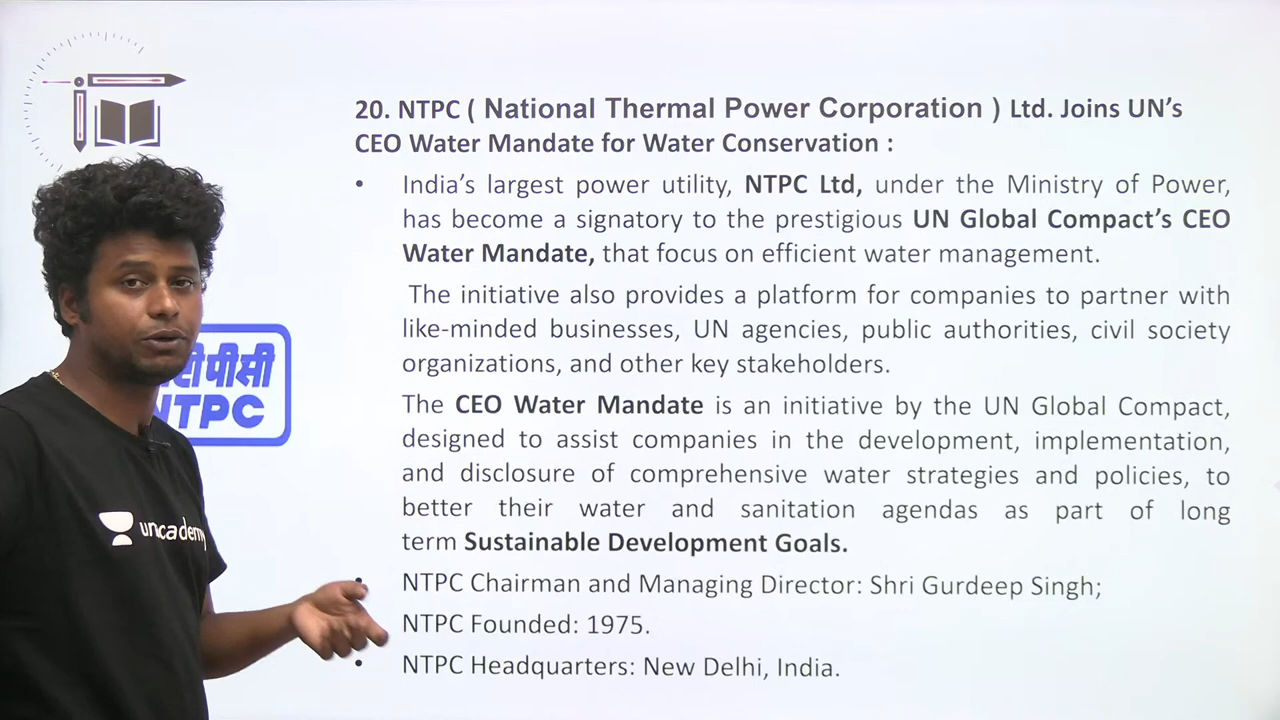 20. NTPC ( National Thermal Power Corporation ) Ltd. Joins UN’s
CEO Water Mandate for Water Conservation :
• India’s largest power utility, NTPC Ltd, under the Ministry of Power,
has become a signatory to the prestigious UN Global Compact’s CEO
Water Mandate, that focus on efficient water management.
The initiative also provides a platform for companies to partner with
like-minded businesses, UN agencies, public authorities, civil society
organizations, and other key stakeholders.
The CEO Water Mandate is an initiative by the UN Global Compact,
designed to assist companies in the development, implementation,
and disclosure of comprehensive water strategies and policies, to
better their water and sanitation agendas as part of long
term Sustainable Development Goals.
• NTPC Chairman and Managing Director: Shri Gurdeep Singh;
NTPC Founded: 1975.
• NTPC Headquarters: New Delhi, India.
NTPC
unacademy